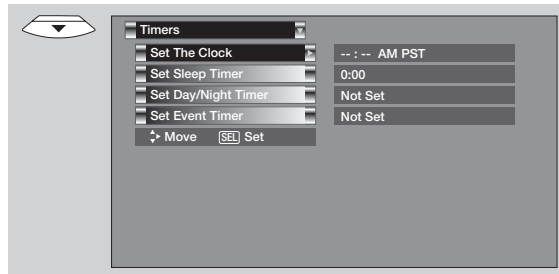 Timers
Set The Clock -- : -- AM PST
Set Sleep Timer 0:00
Set Day/Night Timer Not Set
Set Event Timer Not Set
Move SEL Set